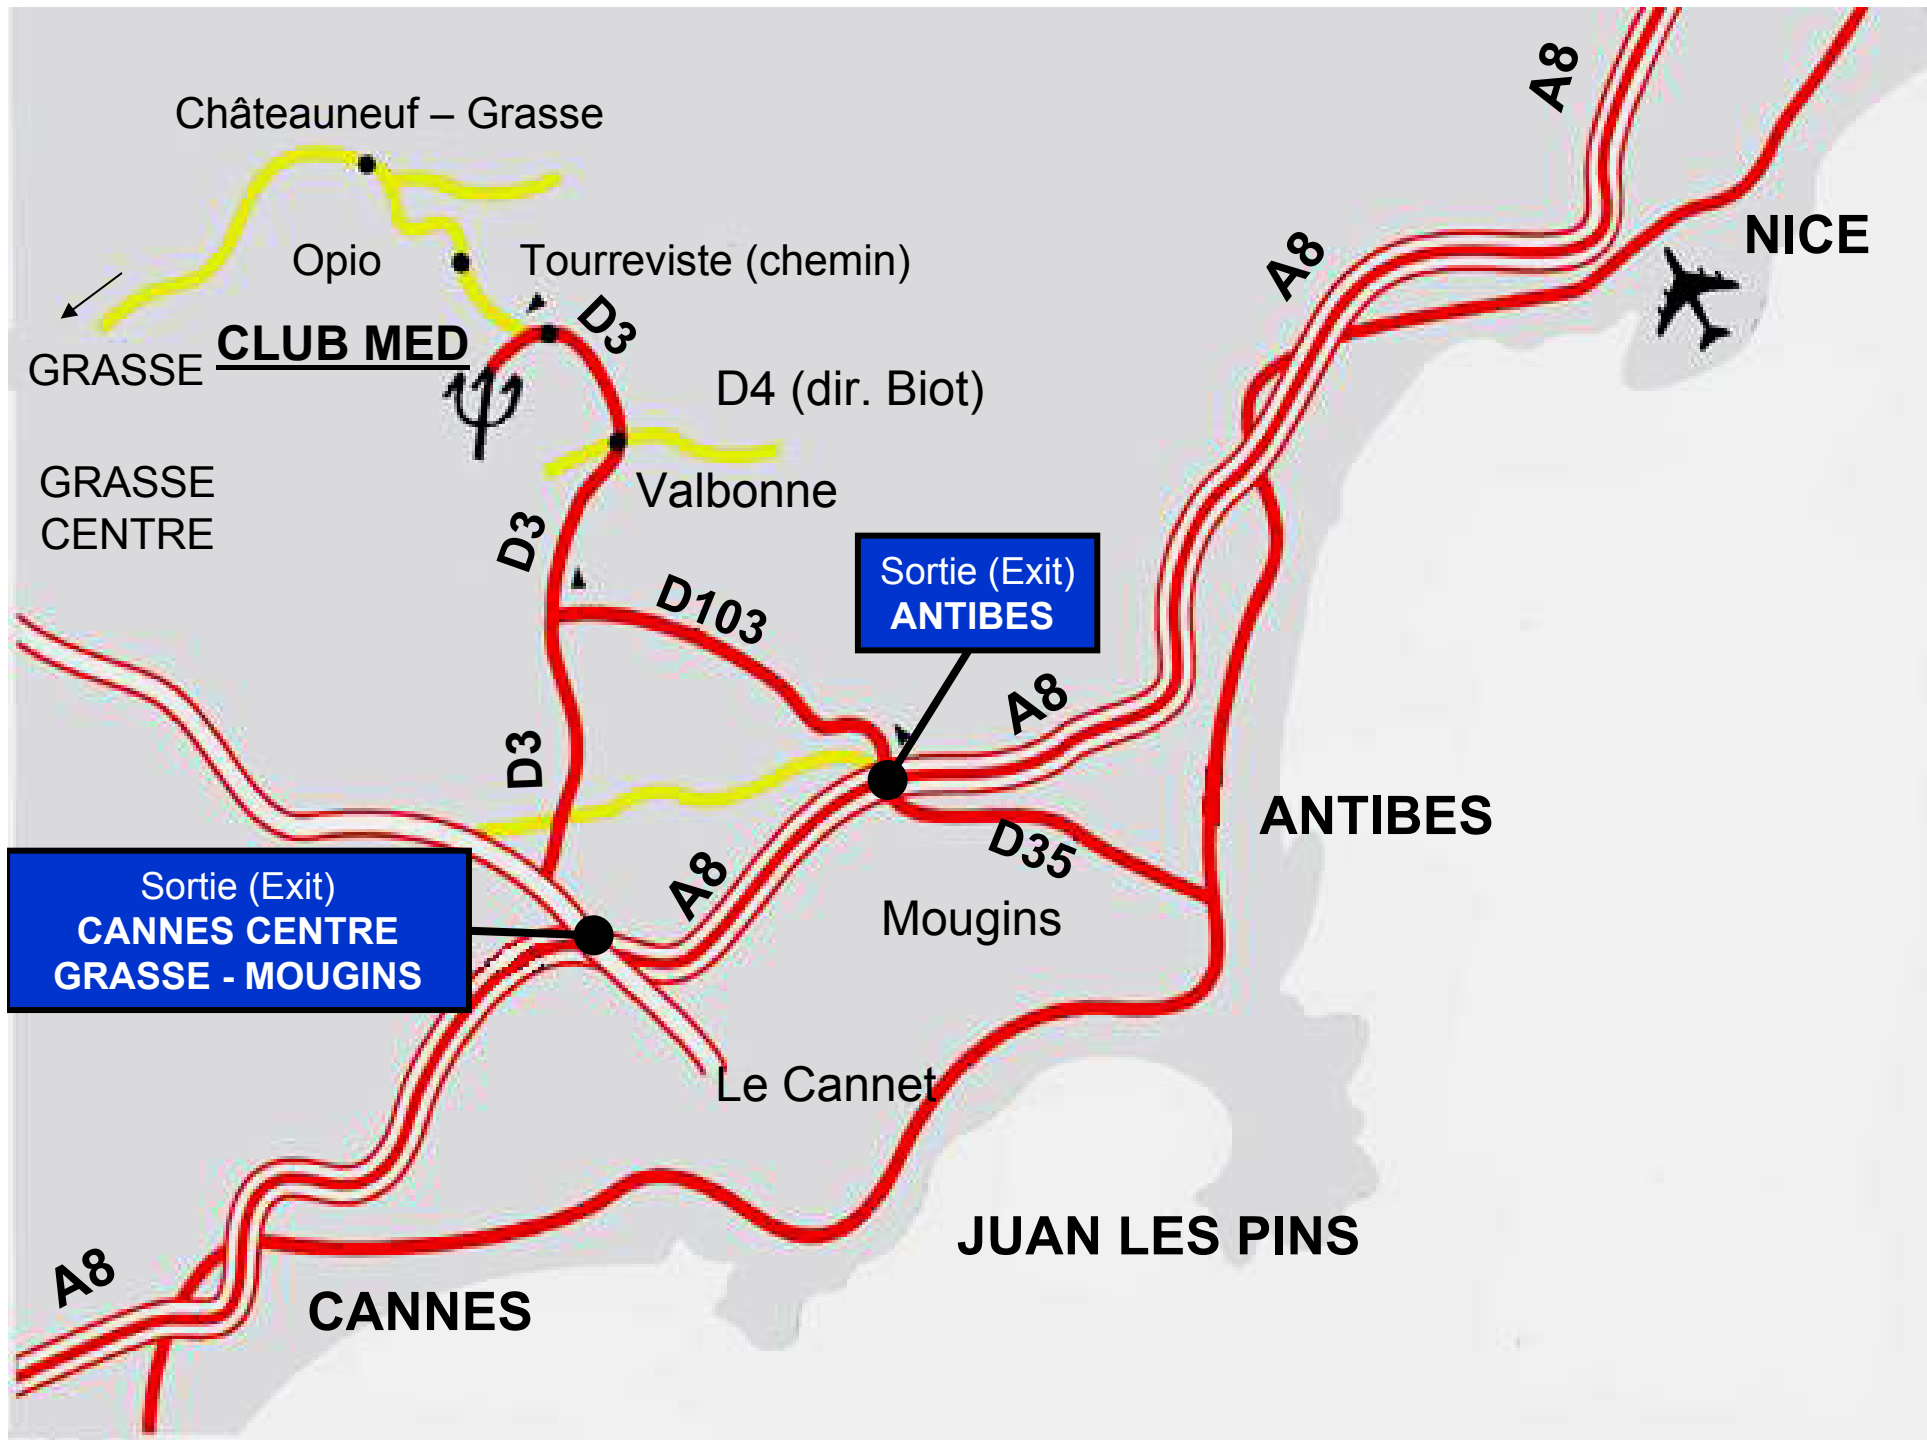 A8
Châteauneuf – Grasse
NICE
A8
Opio
Tourreviste (chemin)
D3
CLUB MED
GRASSE
D4 (dir. Biot)
GRASSE
CENTRE
Valbonne
D3
Sortie (Exit)
ANTIBES
D103
A8
D3
ANTIBES
D35
A8
Sortie (Exit)
CANNES CENTRE
GRASSE - MOUGINS
Mougins
Le Cannet
JUAN LES PINS
A8
CANNES